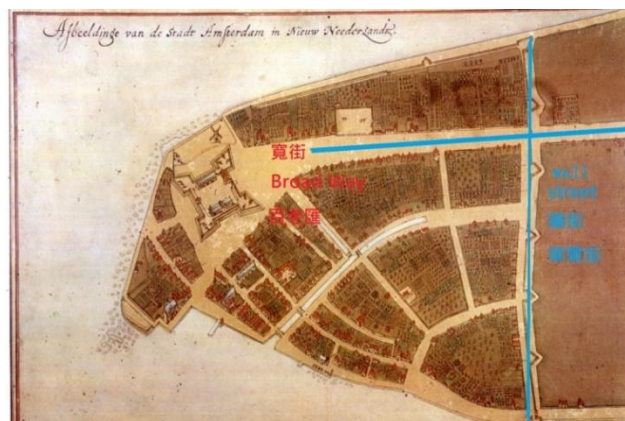 Afbeeldinge van de Stadt Amsterdam in Nieuw Neederlandt.
寬街
Broad Way
百老匯
Wall
street
牆街
華爾街